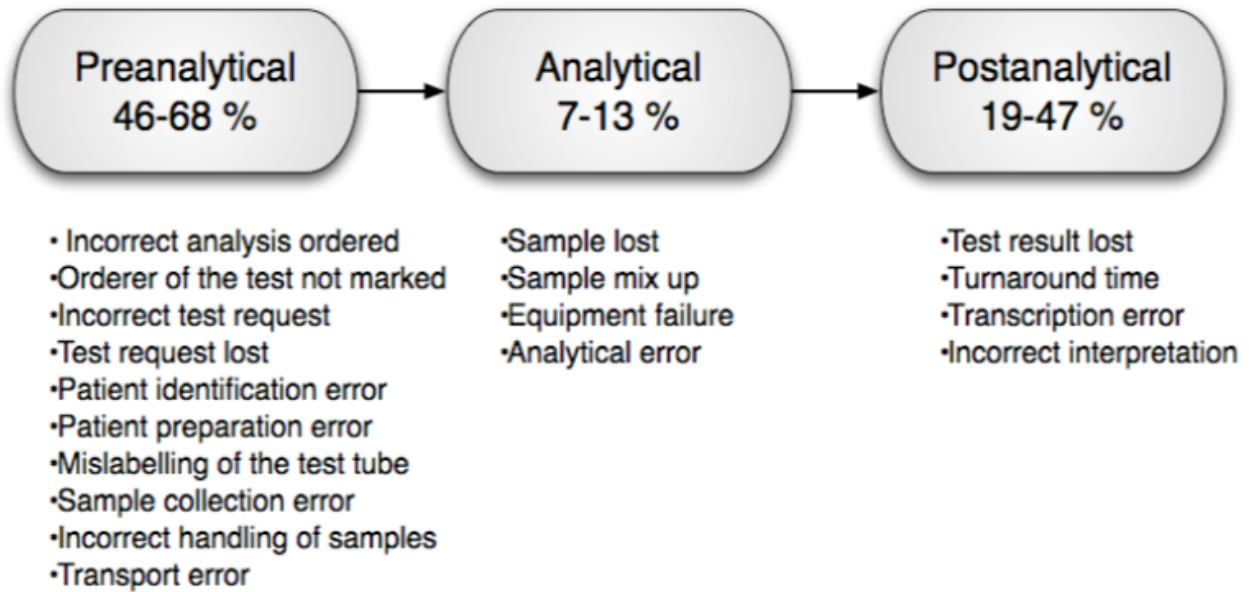 Preanalytical
46-68 %
Analytical
7-13 %
Postanalytical
19-47 %
• Incorrect analysis ordered
•Orderer of the test not marked
•Incorrect test request
•Test request lost
•Patient identification error
•Patient preparation error
•Mislabelling of the test tube
•Sample collection error
•Incorrect handling of samples
•Transport error
•Sample lost
•Sample mix up
•Equipment failure
•Analytical error
•Test result lost
•Turnaround time
•Transcription error
•Incorrect interpretation